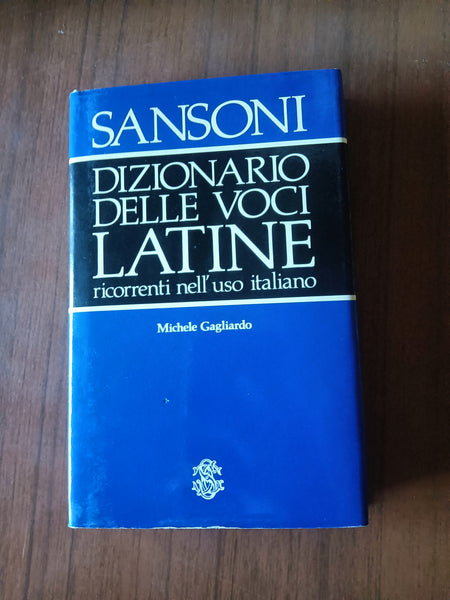 SANSONI
DIZIONARIO
DELLE VOCI
LATINE
ricorrenti nell'uso italiano
Michele Gagliardo